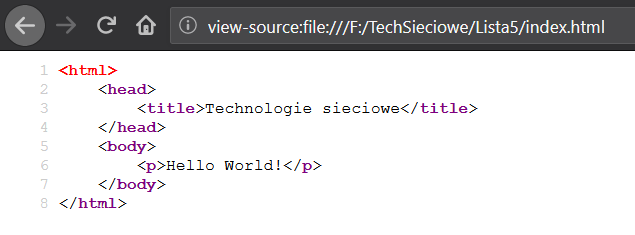 view-source:file:///F:/TechSieciowe/Lista5/index.html
1 <html>
2     <head>
3         <title>Technologie sieciowe</title>
4     </head>
5     <body>
6         <p>Hello World!</p>
7     </body>
8 </html>